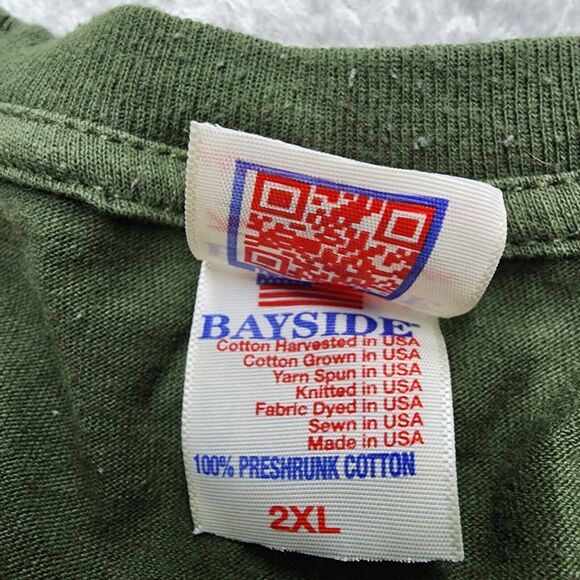 BAYSIDE
Cotton Harvested in USA
Cotton Grown in USA
Yarn Spun in USA
Knitted in USA
Fabric Dyed in USA
Sewn in USA
Made in USA
100% PRESHRUNK COTTON
2XL